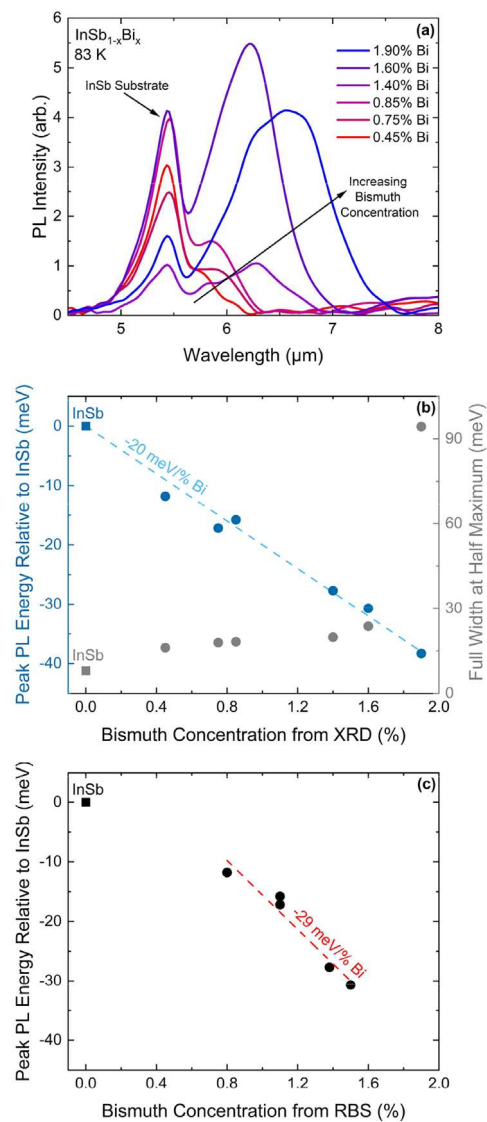 (a)
InSb1-xBix
83 K
InSb Substrate
1.90% Bi
1.60% Bi
1.40% Bi
0.85% Bi
0.75% Bi
0.45% Bi
Increasing
Bismuth
Concentration
PL Intensity (arb.)
6
5
4
3
2
1
0
5 6 7 8
Wavelength (μm)
(b)
InSb
-20 meV/% Bi
InSb
Peak PL Energy Relative to InSb (meV)
0
-10
-20
-30
-40
Full Width at Half Maximum (meV)
90
60
30
0
0.0 0.4 0.8 1.2 1.6 2.0
Bismuth Concentration from XRD (%)
(c)
InSb
-29 meV/% Bi
Peak PL Energy Relative to InSb (meV)
0
-10
-20
-30
-40
0.0 0.4 0.8 1.2 1.6 2.0
Bismuth Concentration from RBS (%)